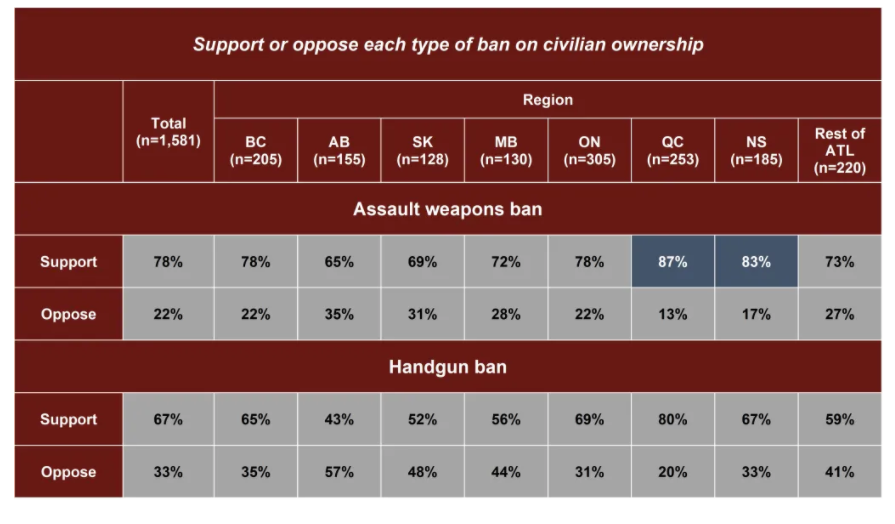 Support or oppose each type of ban on civilian ownership
Region
Total
(n=1,581)
BC
(n=205)
AB
(n=155)
SK
(n=128)
MB
(n=130)
ON
(n=305)
QC
(n=253)
NS
(n=185)
Rest of
ATL
(n=220)
Assault weapons ban
Support 78% 78% 65% 69% 72% 78% 87% 83% 73%
Oppose 22% 22% 35% 31% 28% 22% 13% 17% 27%
Handgun ban
Support 67% 65% 43% 52% 56% 69% 80% 67% 59%
Oppose 33% 35% 57% 48% 44% 31% 20% 33% 41%